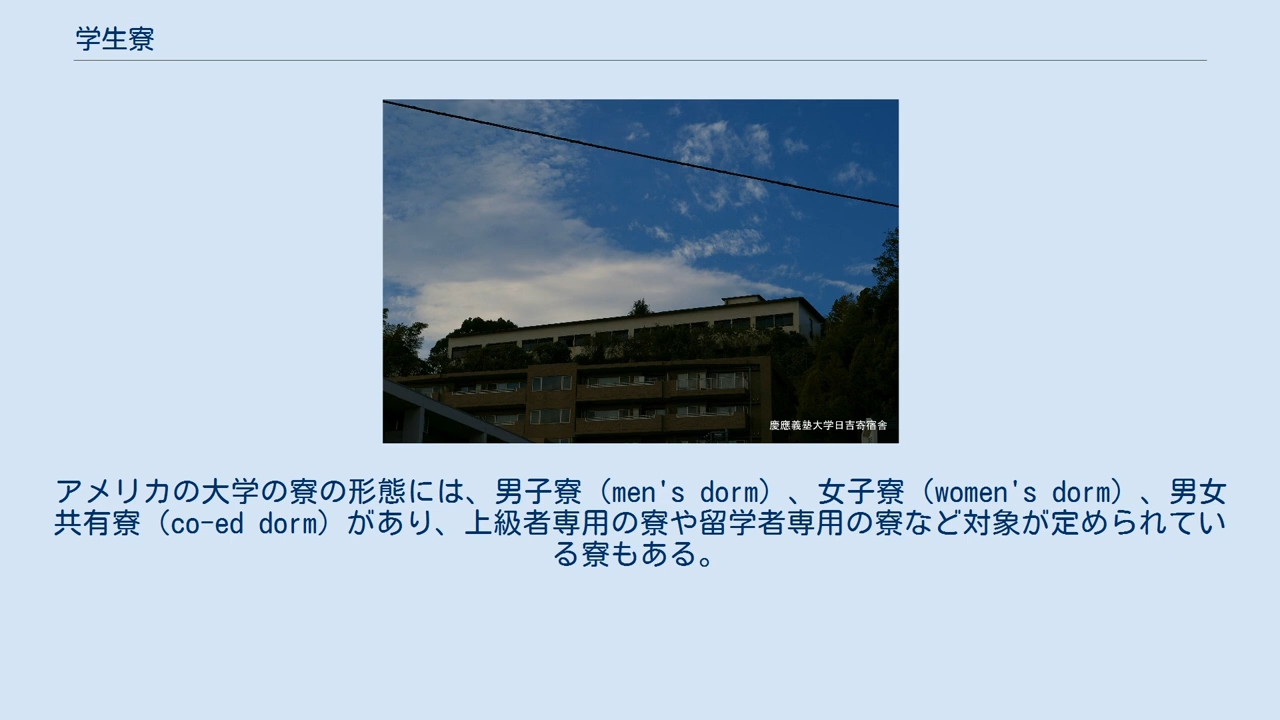 学生寮
慶應義塾大学日吉寄宿舎
アメリカの大学の寮の形態には、男子寮（men's dorm）、女子寮（women's dorm）、男女
共有寮（co-ed dorm）があり、上級者専用の寮や留学者専用の寮など対象が定められてい
る寮もある。